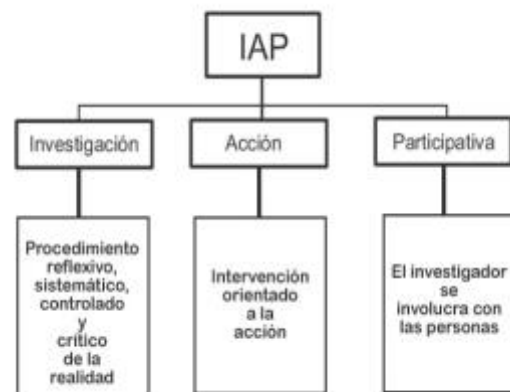 IAP
Investigación
Acción
Participativa
Procedimiento
reflexivo,
sistemático,
controlado
y
crítico
de la
realidad
Intervención
orientado
a la
acción
El investigador
se
involucra con
las personas